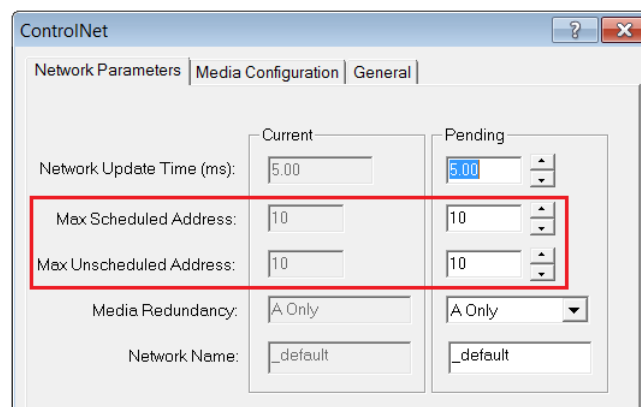 ControlNet
Network Parameters Media Configuration General
Current Pending
Network Update Time (ms): 5.00 5.00
Max Scheduled Address: 10 10
Max Unscheduled Address: 10 10
Media Redundancy: A Only A Only
Network Name: _default _default